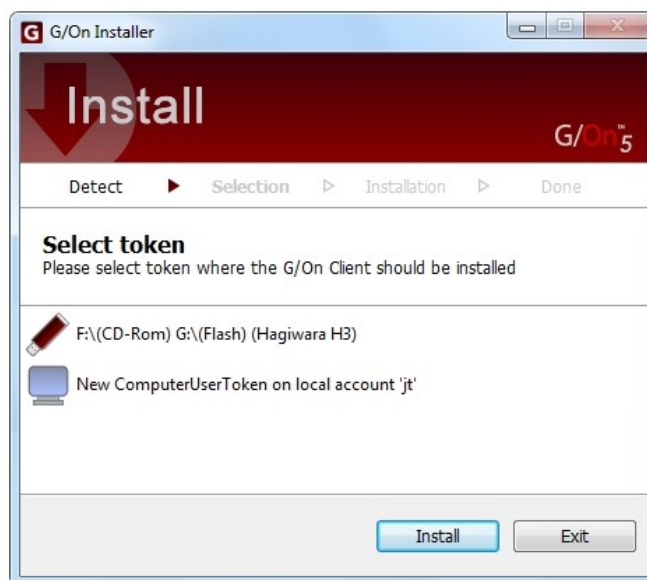 G G/On Installer
Install
G/On™ 5
Detect Selection Installation Done
Select token
Please select token where the G/On Client should be installed
F:\(CD-Rom) G:\(Flash) (Hagiwara H3)
New ComputerUserToken on local account 'jt'
Install Exit